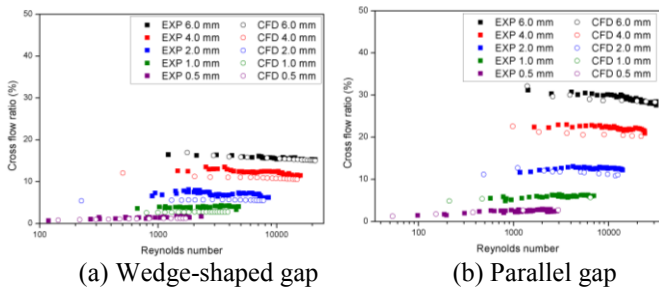 EXP 6.0 mm CFD 6.0 mm
EXP 4.0 mm CFD 4.0 mm
EXP 2.0 mm CFD 2.0 mm
EXP 1.0 mm CFD 1.0 mm
EXP 0.5 mm CFD 0.5 mm
Cross flow ratio (%)
50
40
30
20
10
0
100 1000 10000
Reynolds number
(a) Wedge-shaped gap
EXP 6.0 mm CFD 6.0 mm
EXP 4.0 mm CFD 4.0 mm
EXP 2.0 mm CFD 2.0 mm
EXP 1.0 mm CFD 1.0 mm
EXP 0.5 mm CFD 0.5 mm
Cross flow ratio (%)
50
40
30
20
10
0
100 1000 10000
Reynolds number
(b) Parallel gap